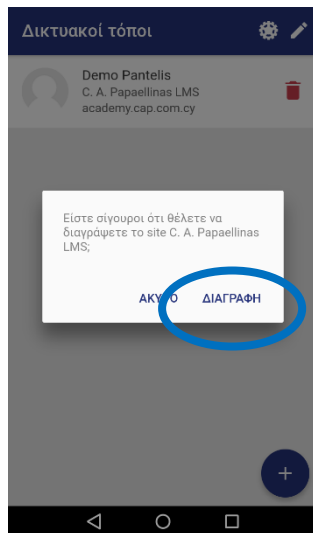 Δικτυακοί τόποι
Demo Pantelis
C. A. Papaellinas LMS
academy.cap.com.cy
Είστε σίγουροι ότι θέλετε να
διαγράψετε το site C. A. Papaellinas
LMS;
ΔΙΑΓΡΑΦΗ